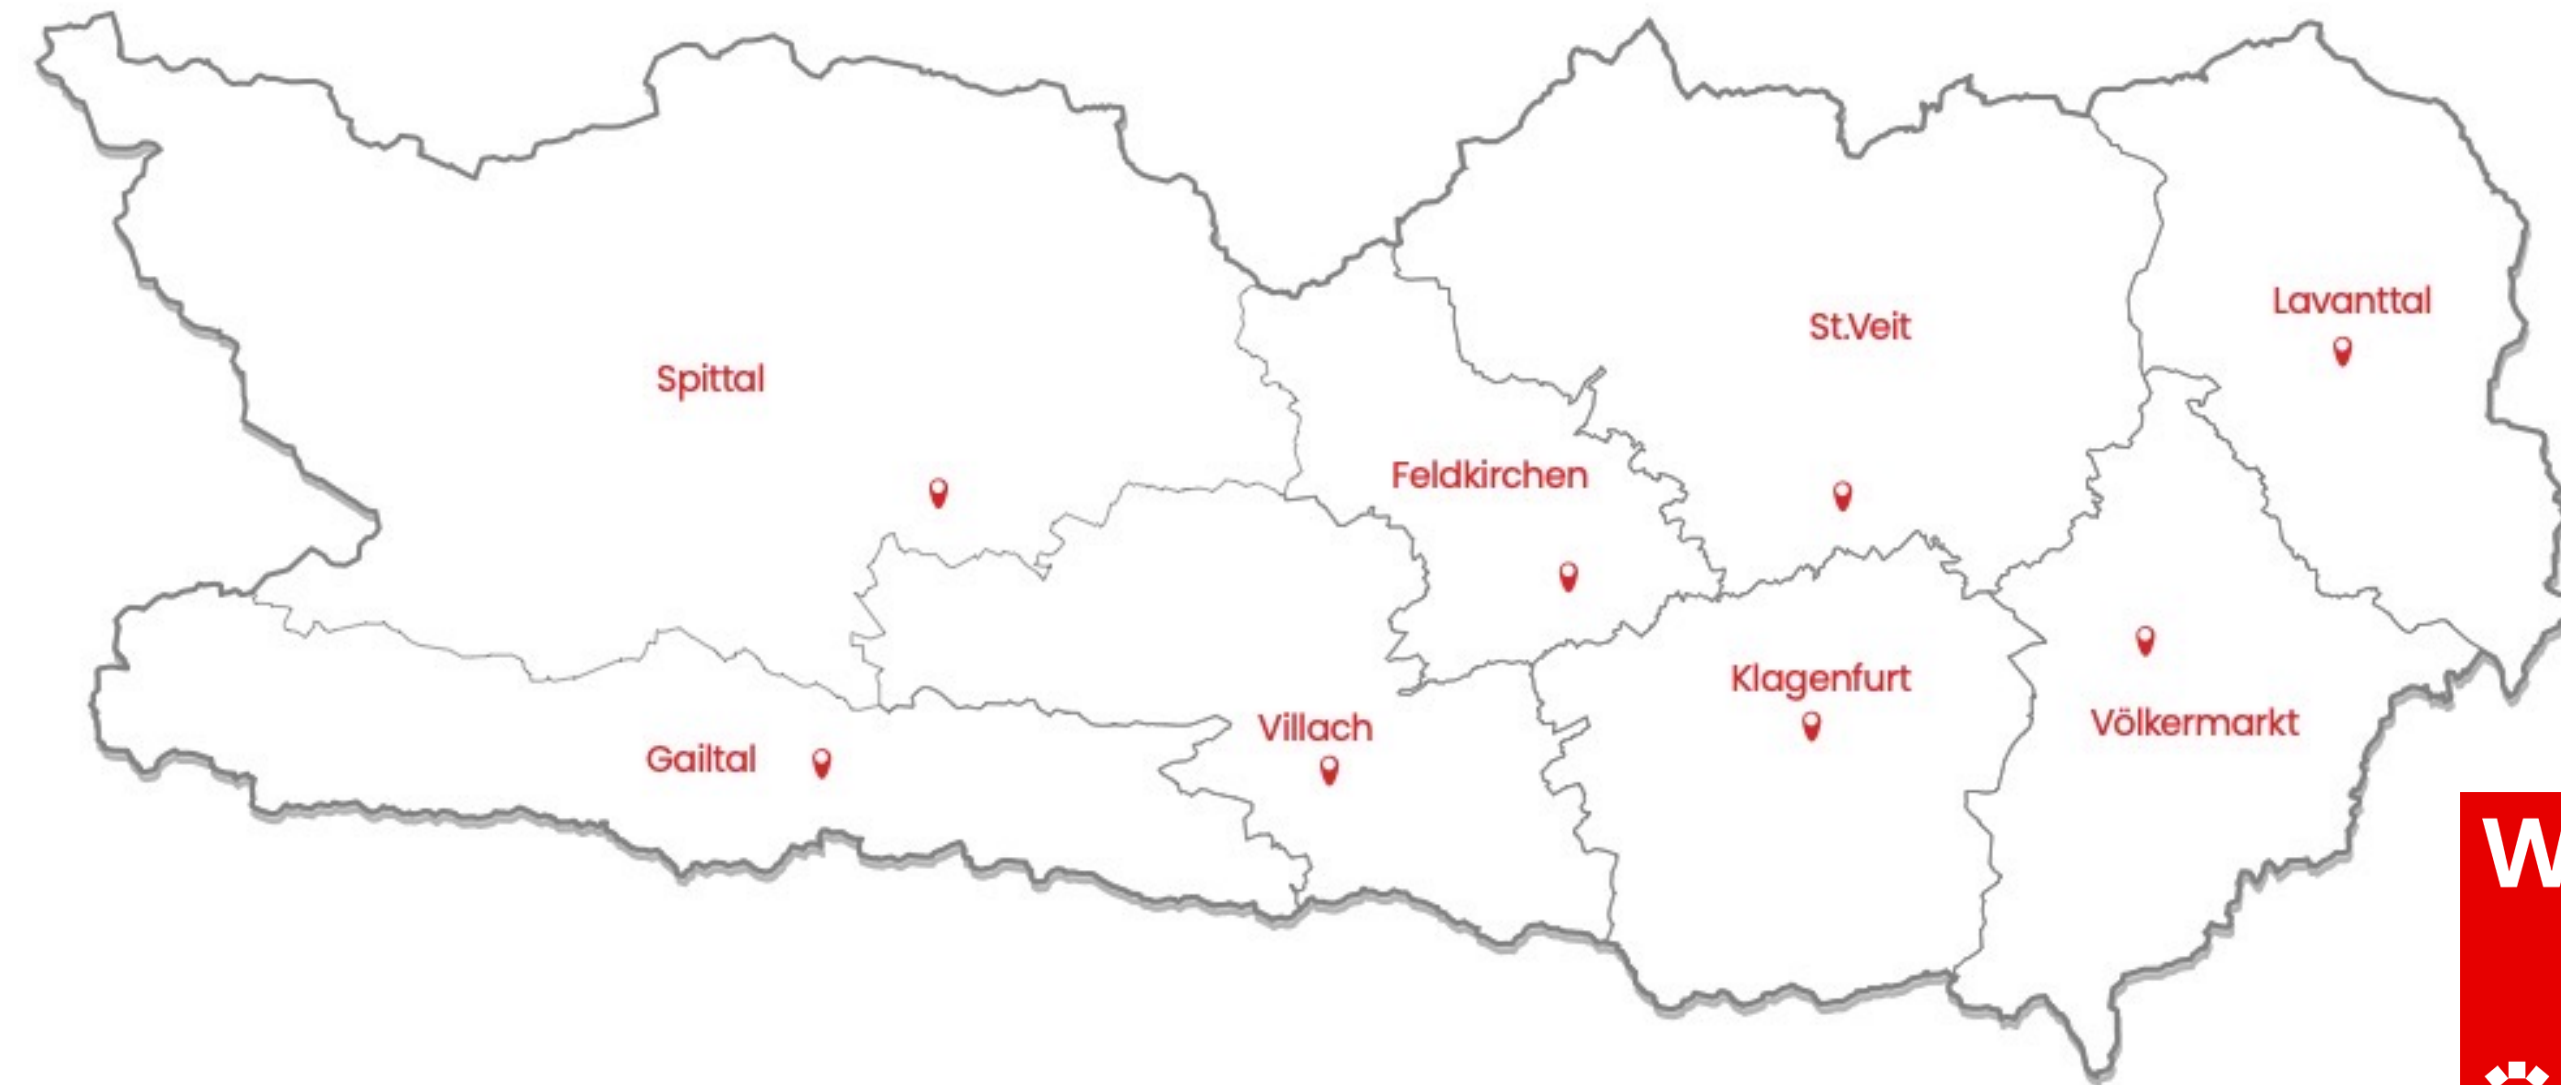 Lavanttal
St.Veit
Spittal
Feldkirchen
Klagenfurt
Völkermarkt
Villach
Gailtal
W